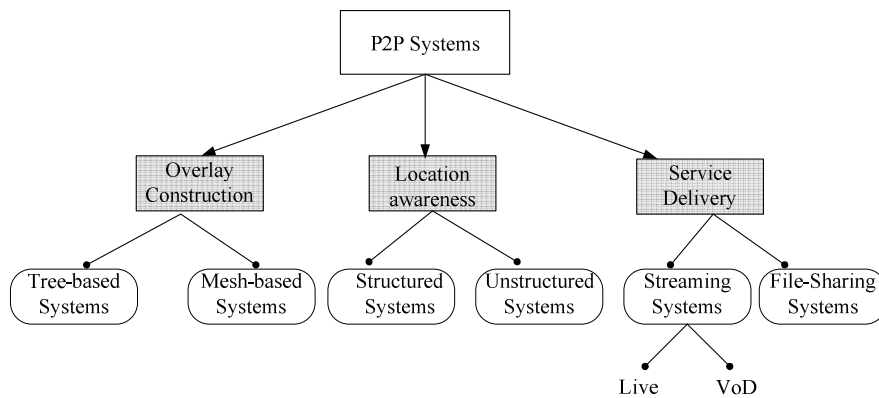 P2P Systems
Overlay
Construction
Location
awareness
Service
Delivery
Tree-based
Systems
Mesh-based
Systems
Structured
Systems
Unstructured
Systems
Streaming
Systems
File-Sharing
Systems
Live
VoD